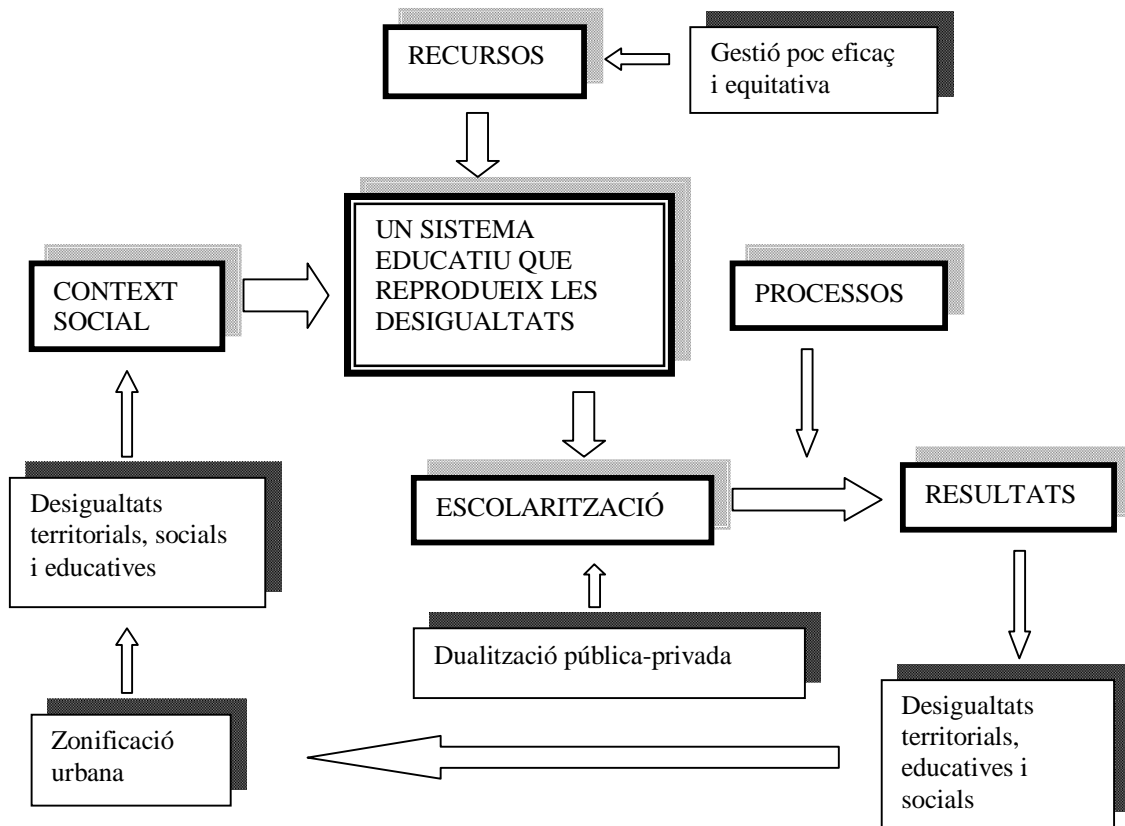 RECURSOS
Gestió poc eficaç
i equitativa
UN SISTEMA
EDUCATIU QUE
REPRODUEIX LES
DESIGUALTATS
CONTEXT
SOCIAL
PROCESSOS
ESCOLARITZACIÓ
RESULTATS
Desigualtats
territorials, socials
i educatives
Dualització pública-privada
Zonificació
urbana
Desigualtats
territorials,
educatives i
socials